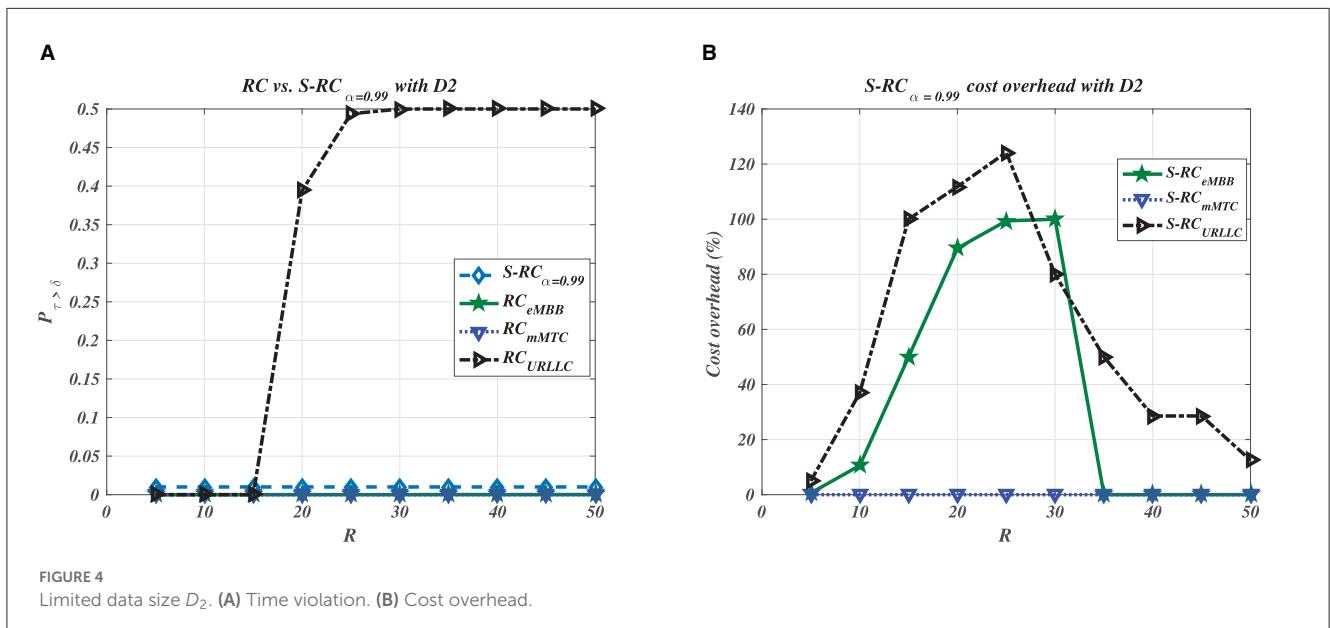 A
RC vs. S-RC α=0.99 with D2
0.5
0.45
0.4
0.35
0.3
0.25
0.2
0.15
0.1
0.05
0
P τ > δ
S-RC α=0.99
RC eMBB
RC mMTC
RC URLLC
0 10 20 30 40 50
R
B
S-RC α = 0.99 cost overhead with D2
140
120
100
80
60
40
20
0
Cost overhead (%)
S-RC eMBB
S-RC mMTC
S-RC URLLC
0 10 20 30 40 50
R
FIGURE 4
Limited data size D2. (A) Time violation. (B) Cost overhead.